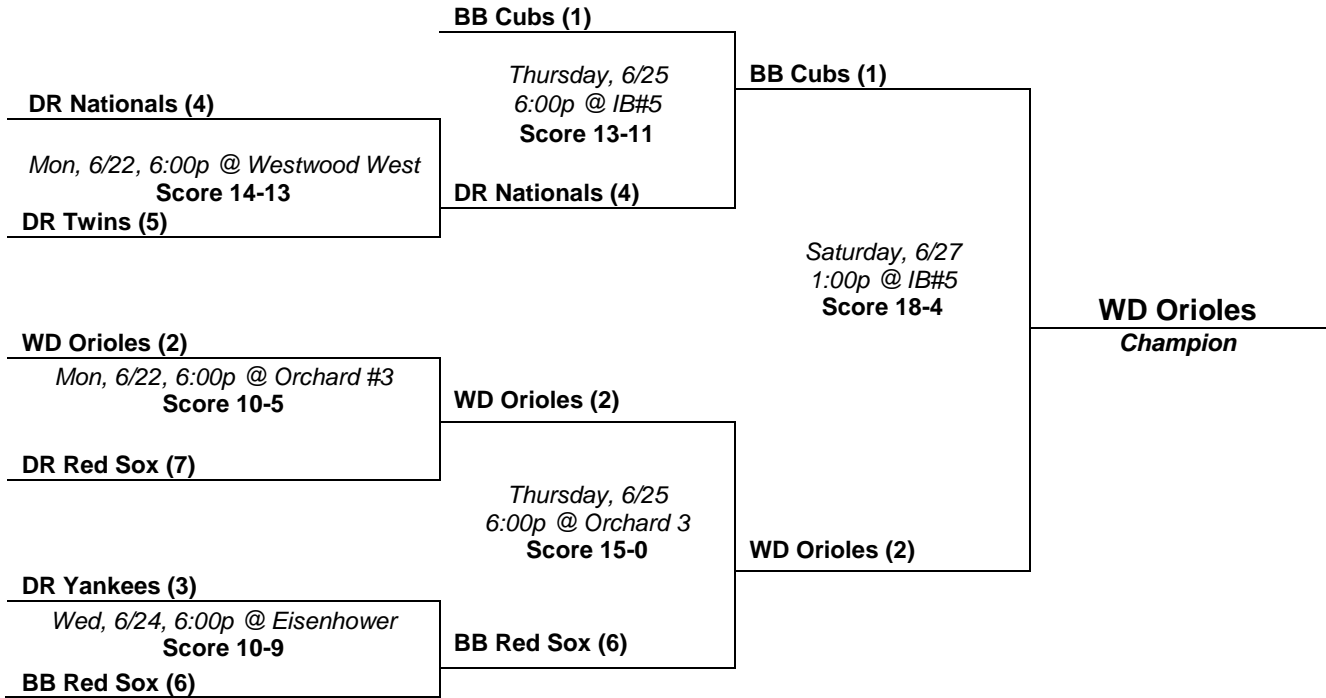 BB Cubs (1)
Thursday, 6/25
6:00p @ IB#5
Score 13-11
BB Cubs (1)
DR Nationals (4)
Mon, 6/22, 6:00p @ Westwood West
Score 14-13
DR Twins (5)
DR Nationals (4)
Saturday, 6/27
1:00p @ IB#5
Score 18-4
WD Orioles
Champion
WD Orioles (2)
Mon, 6/22, 6:00p @ Orchard #3
Score 10-5
DR Red Sox (7)
WD Orioles (2)
Thursday, 6/25
6:00p @ Orchard 3
Score 15-0
WD Orioles (2)
DR Yankees (3)
Wed, 6/24, 6:00p @ Eisenhower
Score 10-9
BB Red Sox (6)
BB Red Sox (6)